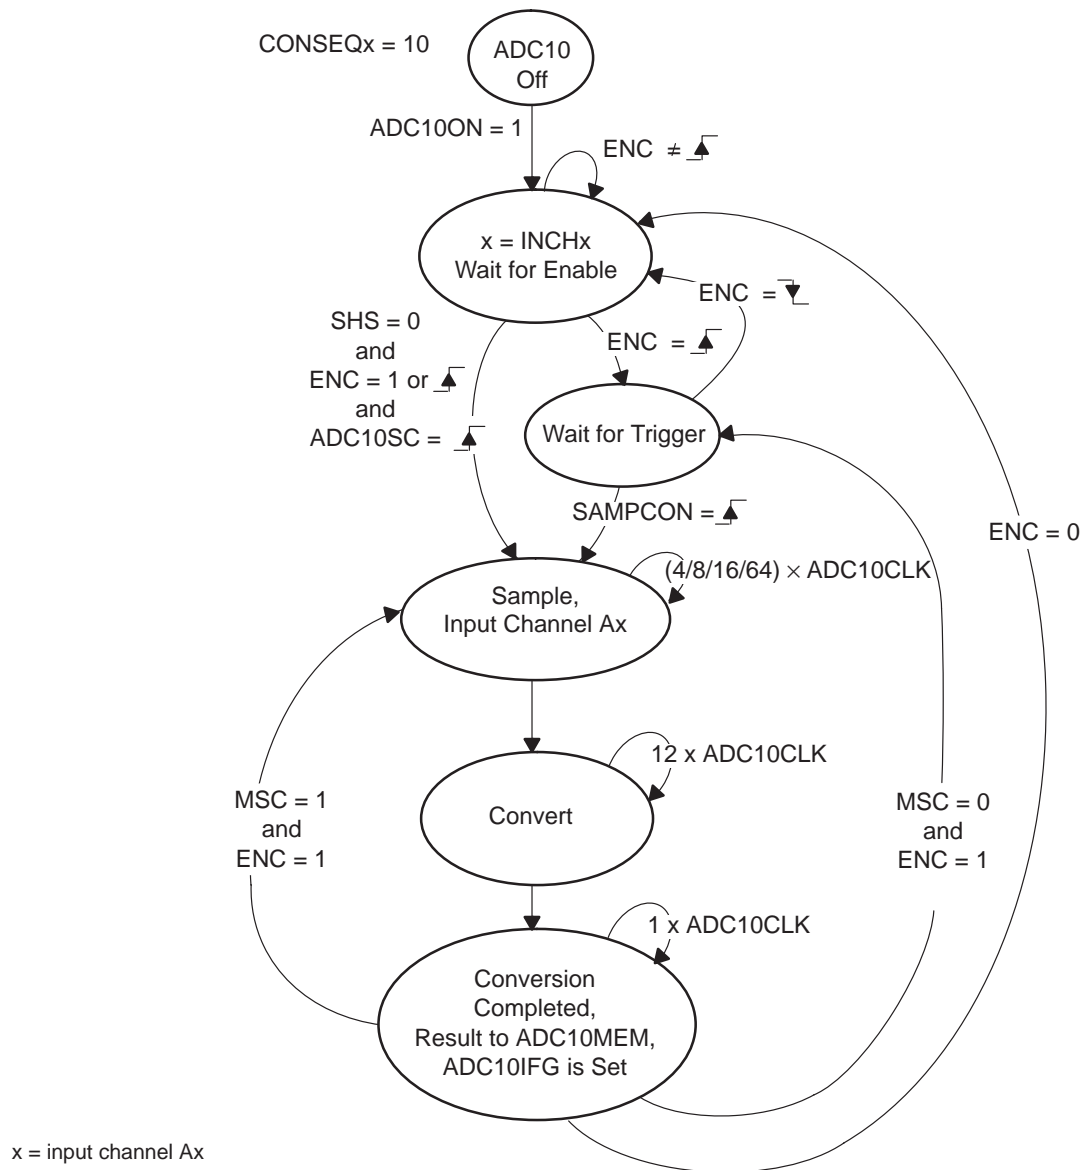 CONSEQx = 10
ADC10
Off
ADC10ON = 1
ENC ≠
x = INCHx
Wait for Enable
ENC =
SHS = 0
and
ENC = 1 or
and
ADC10SC =
ENC =
Wait for Trigger
SAMPCON =
ENC = 0
(4/8/16/64) × ADC10CLK
Sample,
Input Channel Ax
12 x ADC10CLK
MSC = 1
and
ENC = 1
Convert
MSC = 0
and
ENC = 1
1 x ADC10CLK
Conversion
Completed,
Result to ADC10MEM,
ADC10IFG is Set
x = input channel Ax